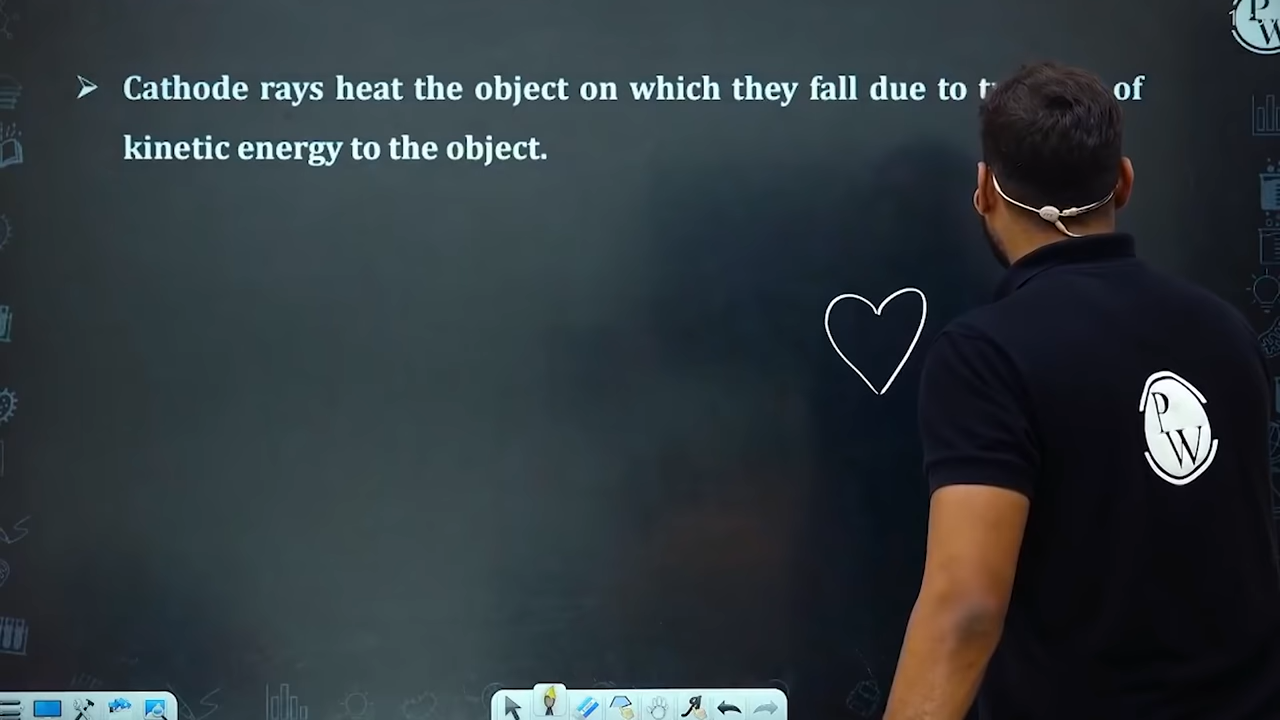 Cathode rays heat the object on which they fall due to of
kinetic energy to the object.
P
W
P
W